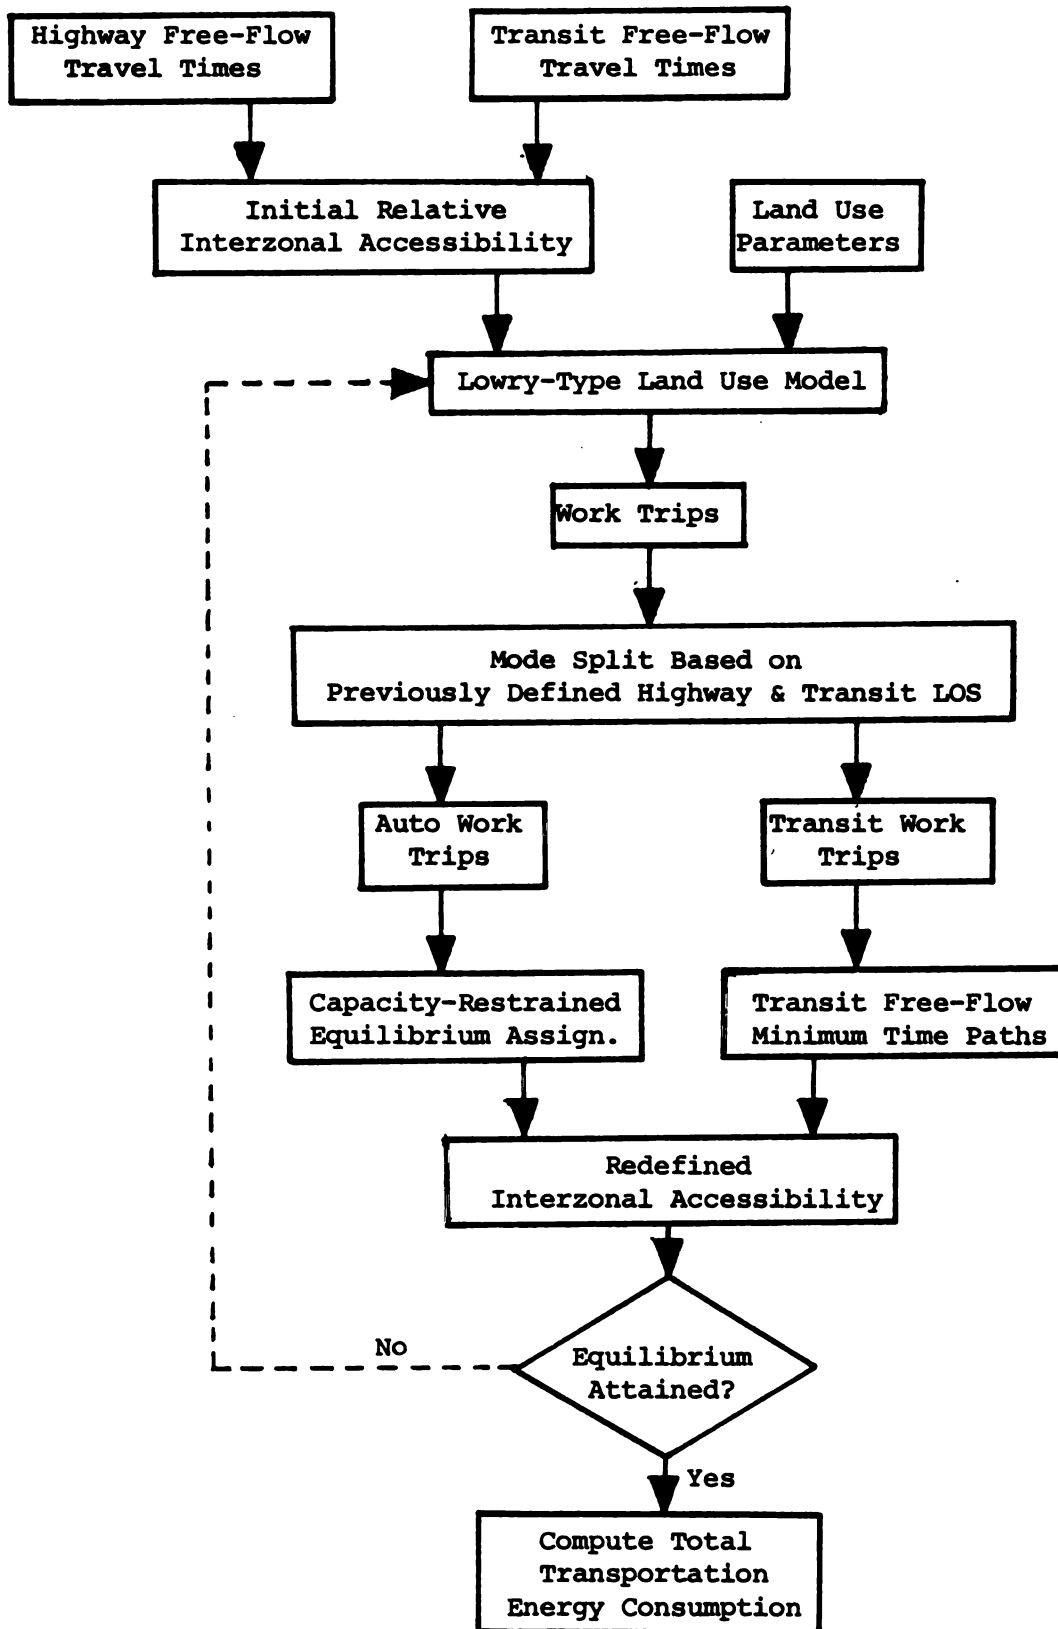 Highway Free-Flow
Travel Times
Transit Free-Flow
Travel Times
Initial Relative
Interzonal Accessibility
Land Use
Parameters
Lowry-Type Land Use Model
Work Trips
Mode Split Based on
Previously Defined Highway & Transit LOS
Auto Work
Trips
Transit Work
Trips
Capacity-Restrained
Equilibrium Assign.
Transit Free-Flow
Minimum Time Paths
Redefined
Interzonal Accessibility
No
Equilibrium
Attained?
Yes
Compute Total
Transportation
Energy Consumption